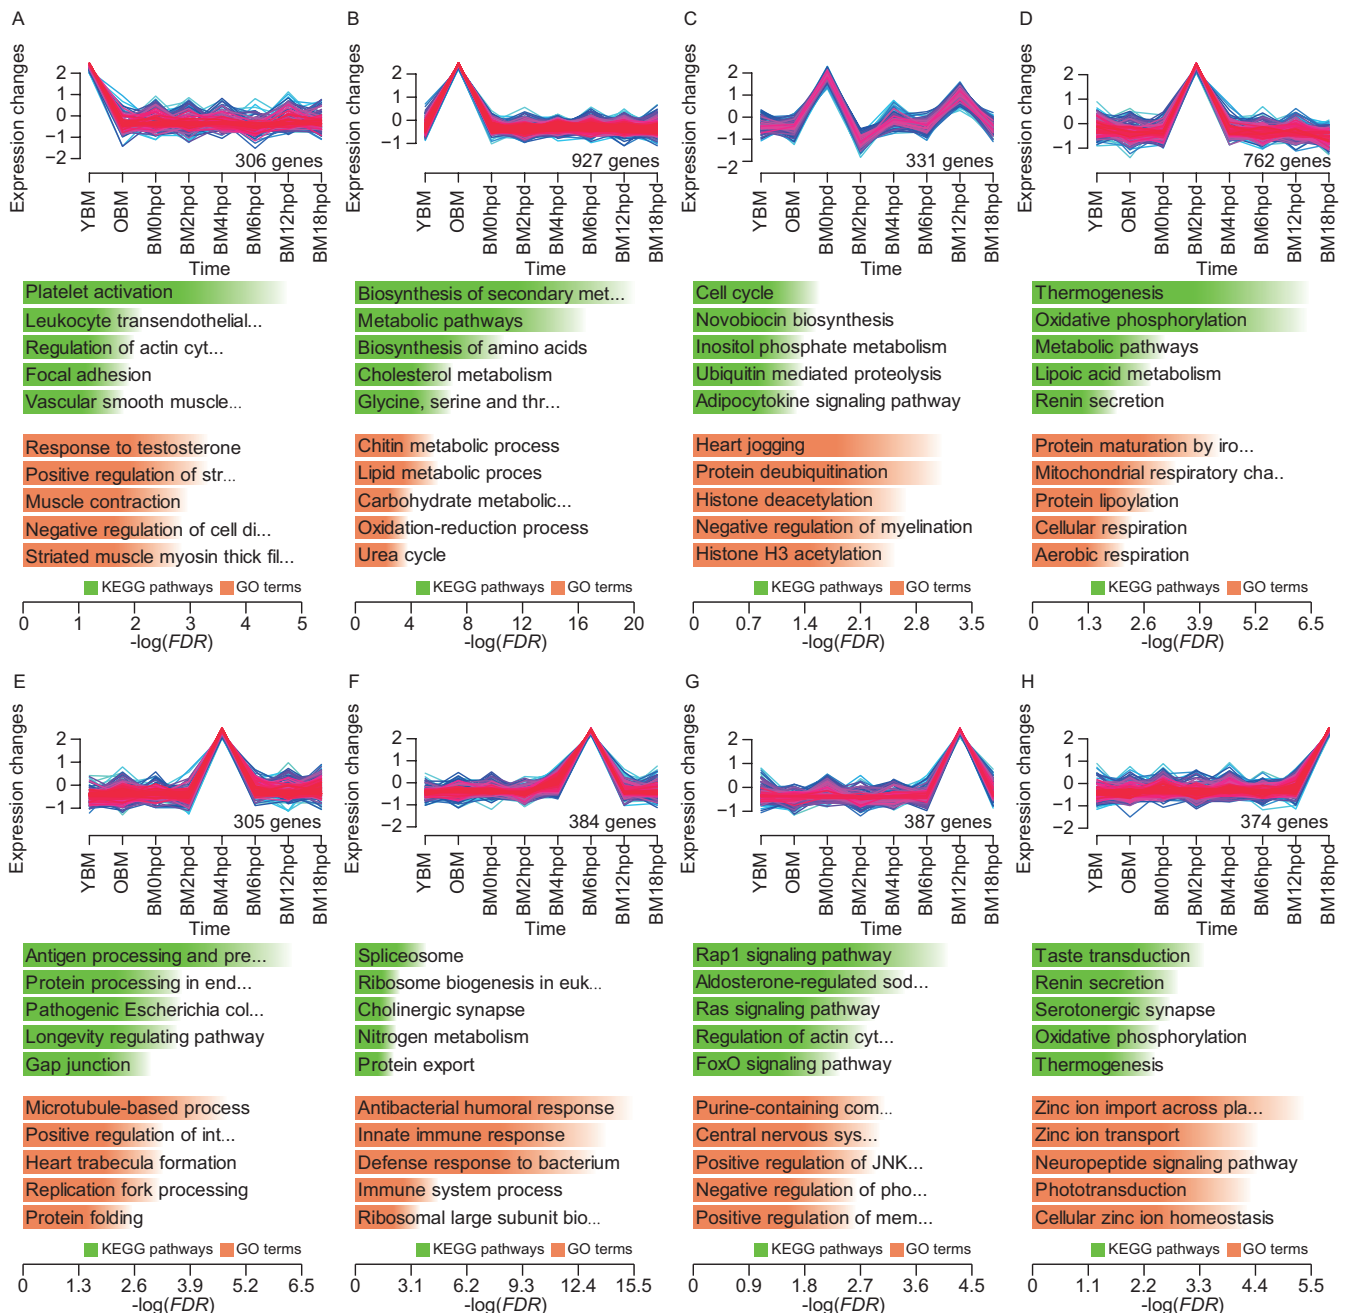 A
Expression changes
2
1
0
−1
−2
306 genes
YBM
OBM
BM0hpd
BM2hpd
BM4hpd
BM6hpd
BM12hpd
BM18hpd
Time
Platelet activation
Leukocyte transendothelial...
Regulation of actin cyt...
Focal adhesion
Vascular smooth muscle...
Response to testosterone
Positive regulation of str...
Muscle contraction
Negative regulation of cell di...
Striated muscle myosin thick fil...
KEGG pathways GO terms
0 1 2 3 4 5
-log(FDR)
B
Expression changes
2
1
0
−1
927 genes
YBM
OBM
BM0hpd
BM2hpd
BM4hpd
BM6hpd
BM12hpd
BM18hpd
Time
Biosynthesis of secondary met...
Metabolic pathways
Biosynthesis of amino acids
Cholesterol metabolism
Glycine, serine and thr...
Chitin metabolic process
Lipid metabolic proces
Carbohydrate metabolic...
Oxidation-reduction process
Urea cycle
KEGG pathways GO terms
0 4 8 12 16 20
-log(FDR)
C
Expression changes
2
1
0
−1
−2
331 genes
YBM
OBM
BM0hpd
BM2hpd
BM4hpd
BM6hpd
BM12hpd
BM18hpd
Time
Cell cycle
Novobiocin biosynthesis
Inositol phosphate metabolism
Ubiquitin mediated proteolysis
Adipocytokine signaling pathway
Heart jogging
Protein deubiquitination
Histone deacetylation
Negative regulation of myelination
Histone H3 acetylation
KEGG pathways GO terms
0 0.7 1.4 2.1 2.8 3.5
-log(FDR)
D
Expression changes
2
1
0
−1
762 genes
YBM
OBM
BM0hpd
BM2hpd
BM4hpd
BM6hpd
BM12hpd
BM18hpd
Time
Thermogenesis
Oxidative phosphorylation
Metabolic pathways
Lipoic acid metabolism
Renin secretion
Protein maturation by iro...
Mitochondrial respiratory cha..
Protein lipoylation
Cellular respiration
Aerobic respiration
KEGG pathways GO terms
0 1.3 2.6 3.9 5.2 6.5
-log(FDR)
E
Expression changes
2
1
0
−1
305 genes
YBM
OBM
BM0hpd
BM2hpd
BM4hpd
BM6hpd
BM12hpd
BM18hpd
Time
Antigen processing and pre...
Protein processing in end...
Pathogenic Escherichia col...
Longevity regulating pathway
Gap junction
Microtubule-based process
Positive regulation of int...
Heart trabecula formation
Replication fork processing
Protein folding
KEGG pathways GO terms
0 1.3 2.6 3.9 5.2 6.5
-log(FDR)
F
Expression changes
2
1
0
−1
−2
384 genes
YBM
OBM
BM0hpd
BM2hpd
BM4hpd
BM6hpd
BM12hpd
BM18hpd
Time
Spliceosome
Ribosome biogenesis in euk...
Cholinergic synapse
Nitrogen metabolism
Protein export
Antibacterial humoral response
Innate immune response
Defense response to bacterium
Immune system process
Ribosomal large subunit bio...
KEGG pathways GO terms
0 3.1 6.2 9.3 12.4 15.5
-log(FDR)
G
Expression changes
2
1
0
−1
387 genes
YBM
OBM
BM0hpd
BM2hpd
BM4hpd
BM6hpd
BM12hpd
BM18hpd
Time
Rap1 signaling pathway
Aldosterone-regulated sod...
Ras signaling pathway
Regulation of actin cyt...
FoxO signaling pathway
Purine-containing com...
Central nervous sys...
Positive regulation of JNK...
Negative regulation of pho...
Positive regulation of mem...
KEGG pathways GO terms
0 0.9 1.8 2.7 3.6 4.5
-log(FDR)
H
Expression changes
2
1
0
−1
−2
374 genes
YBM
OBM
BM0hpd
BM2hpd
BM4hpd
BM6hpd
BM12hpd
BM18hpd
Time
Taste transduction
Renin secretion
Serotonergic synapse
Oxidative phosphorylation
Thermogenesis
Zinc ion import across pla...
Zinc ion transport
Neuropeptide signaling pathway
Phototransduction
Cellular zinc ion homeostasis
KEGG pathways GO terms
0 1.1 2.2 3.3 4.4 5.5
-log(FDR)